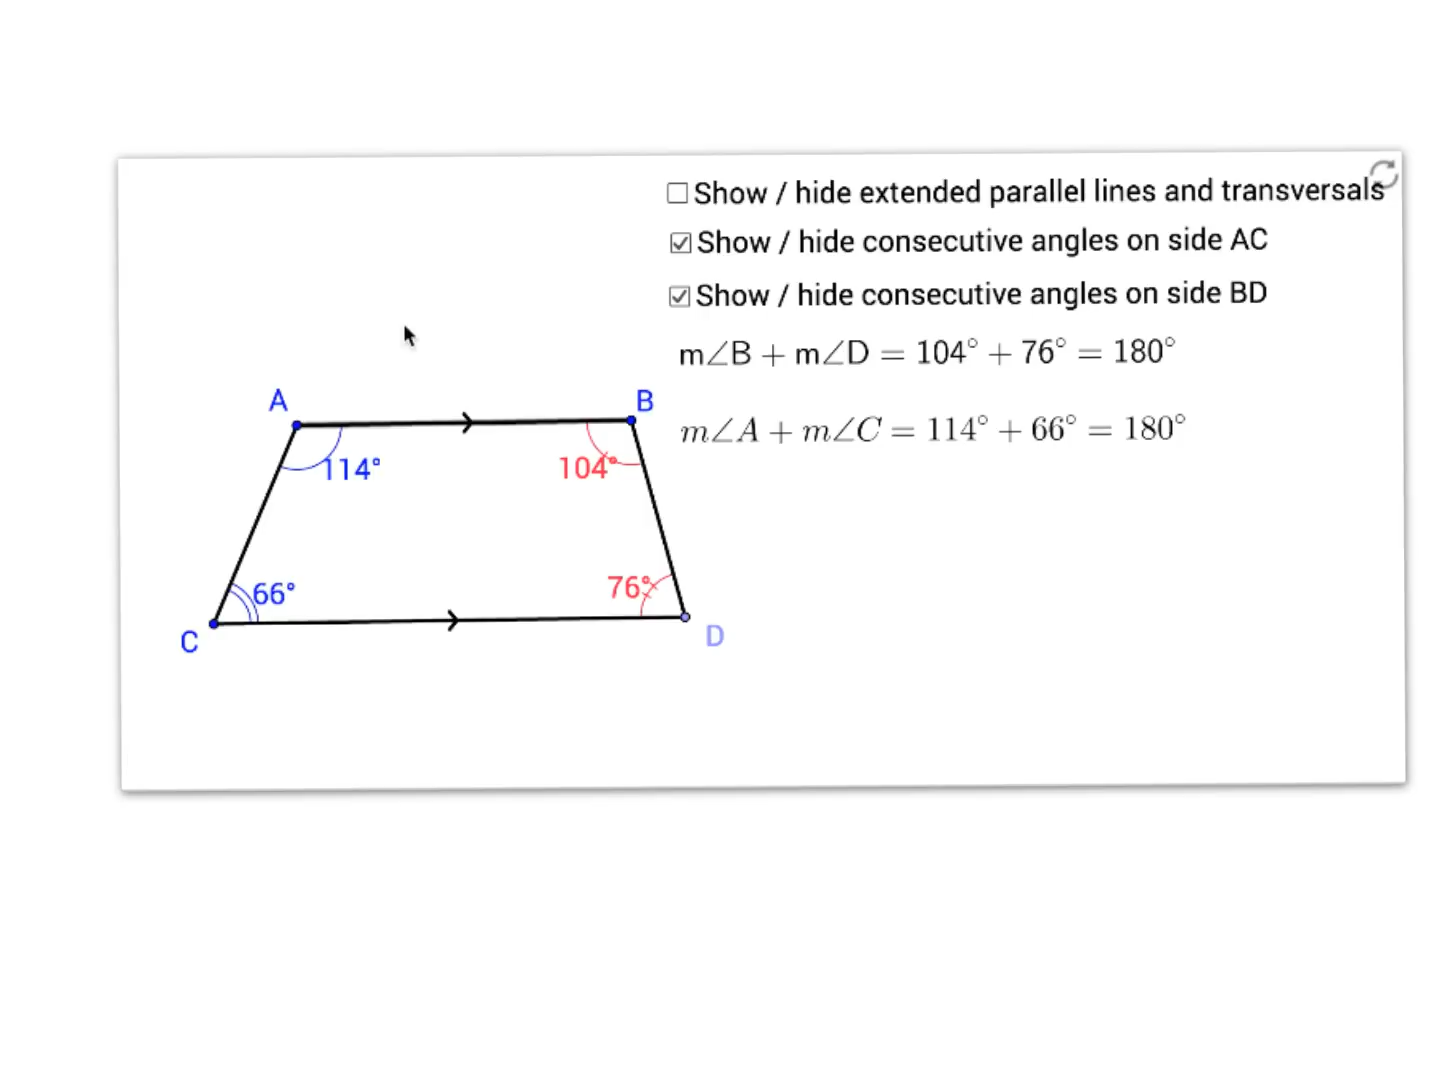 Show / hide extended parallel lines and transversals
Show / hide consecutive angles on side AC
Show / hide consecutive angles on side BD
m∠B + m∠D = 104° + 76° = 180°
m∠A + m∠C = 114° + 66° = 180°
A
B
114°
104°
66°
76°
C
D